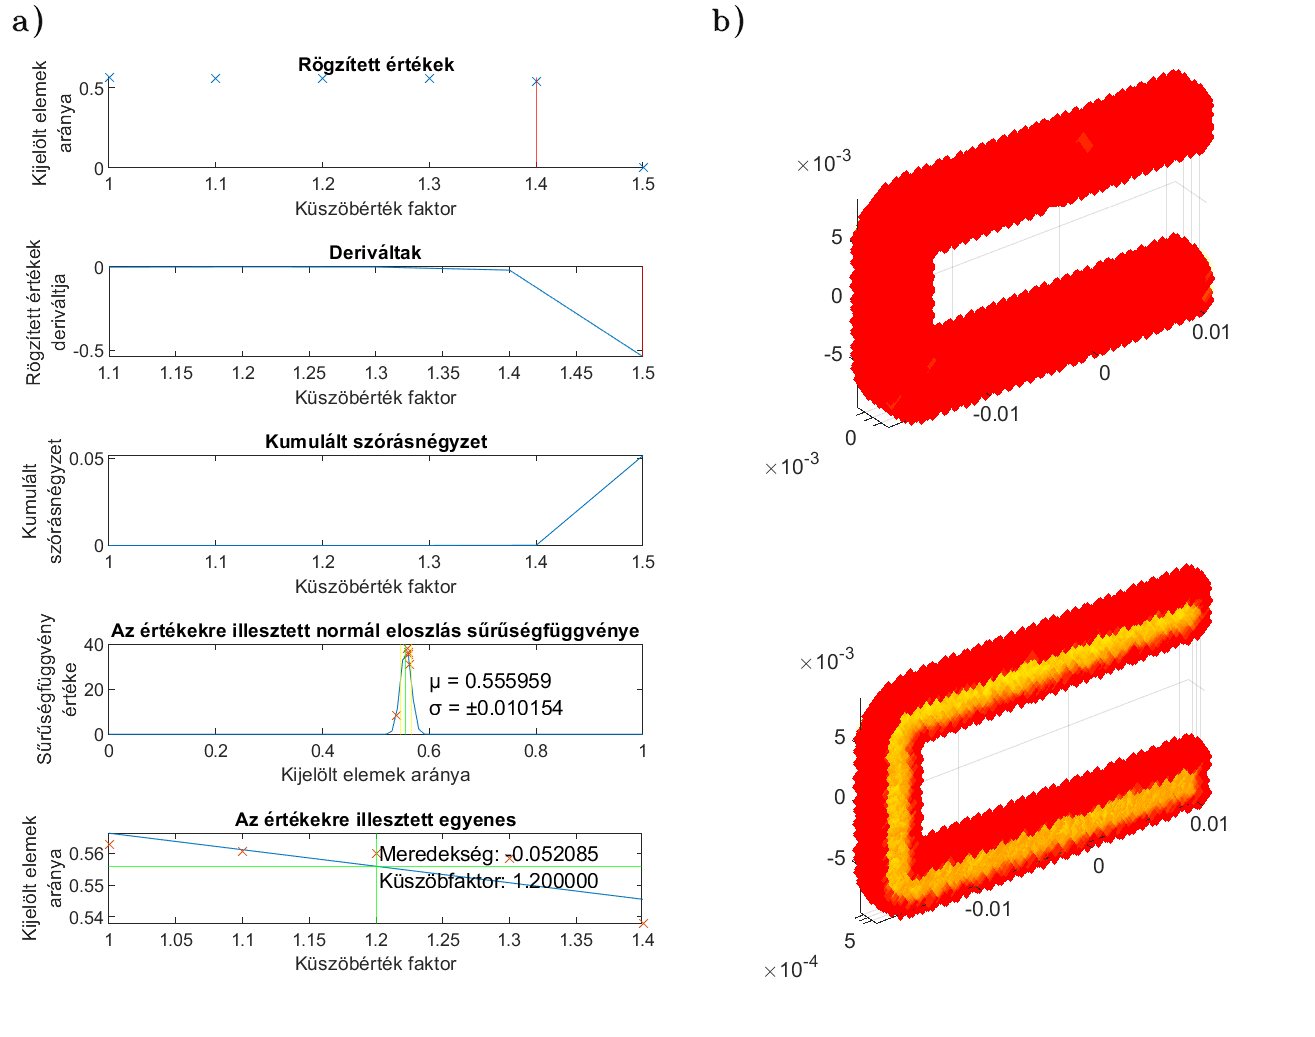 a)
Rögzített értékek
Kijelölt elemek
aránya
0.5
0
1 1.1 1.2 1.3 1.4 1.5
Küszöbérték faktor
Deriváltak
Rögzített értékek
deriváltja
0
-0.5
1.1 1.15 1.2 1.25 1.3 1.35 1.4 1.45 1.5
Küszöbérték faktor
Kumulált szórásnégyzet
Kumulált
szórásnégyzet
0.05
0
1 1.1 1.2 1.3 1.4 1.5
Küszöbérték faktor
Az értékekre illesztett normál eloszlás sűrűségfüggvénye
Sűrűségfüggvény
értéke
40
20
0
μ = 0.555959
σ = ±0.010154
0 0.2 0.4 0.6 0.8 1
Kijelölt elemek aránya
Az értékekre illesztett egyenes
Kijelölt elemek
aránya
0.56
0.55
0.54
Meredekség: -0.052085
Küszöbfaktor: 1.200000
1 1.05 1.1 1.15 1.2 1.25 1.3 1.35 1.4
Küszöbérték faktor
b)
×10-3
5
0
-5
0.01
0
-0.01
0
×10-3
×10-3
5
0
-5
0.01
0
-0.01
5
×10-4